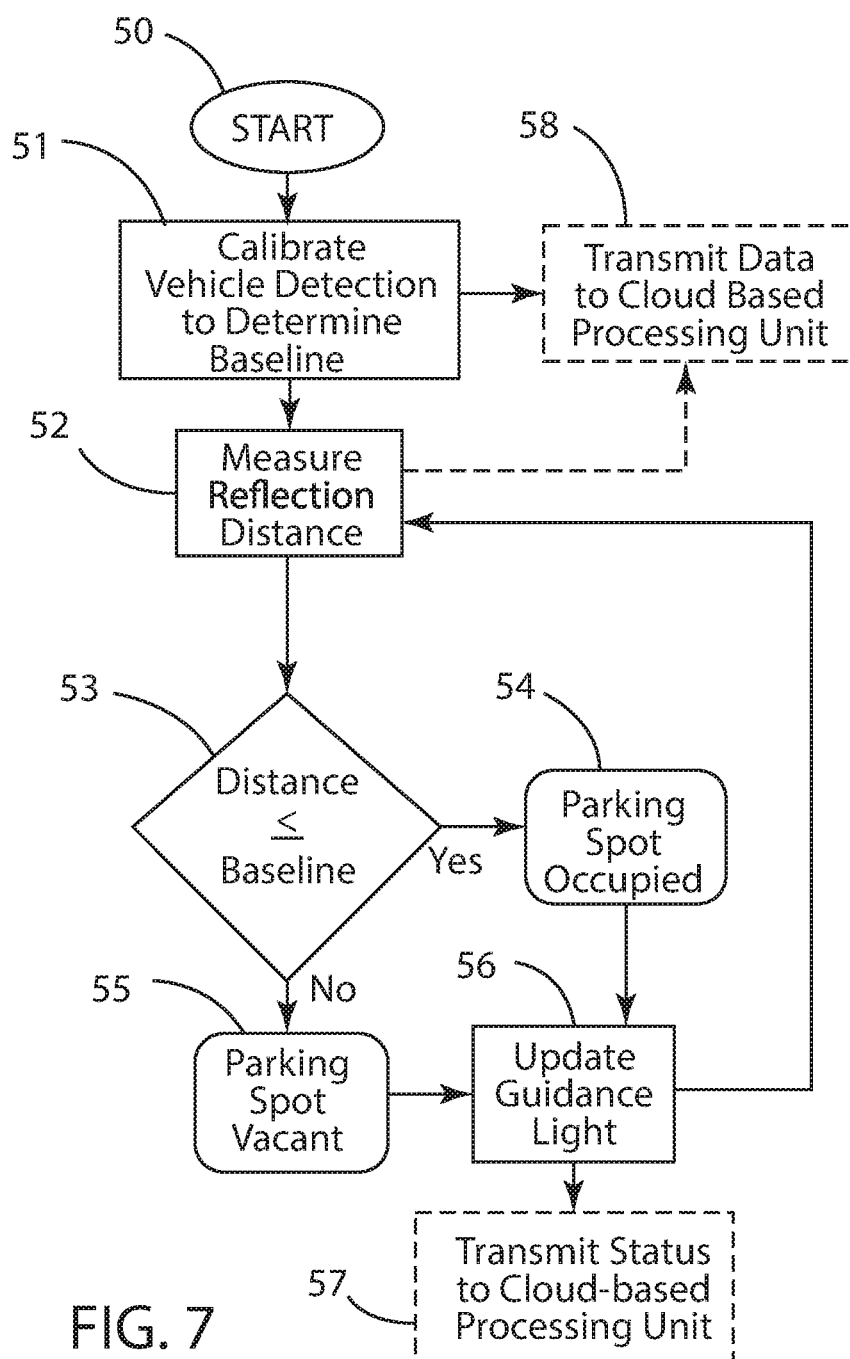 50
START
51
58
Calibrate
Vehicle Detection
to Determine
Baseline
Transmit Data
to Cloud Based
Processing Unit
52
Measure
Reflection
Distance
53
54
Distance
≤
Baseline
Yes
Parking
Spot
Occupied
No
55
56
Parking
Spot
Vacant
Update
Guidance
Light
57
Transmit Status
to Cloud-based
Processing Unit
FIG. 7